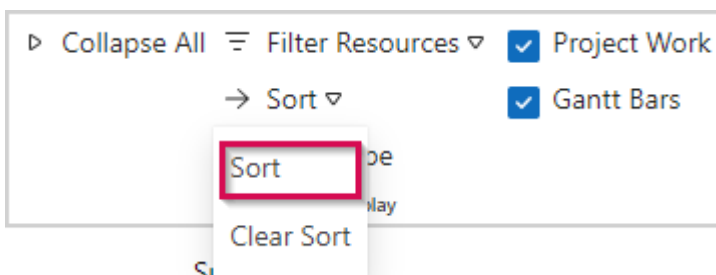 Collapse All Filter Resources Project Work
Sort Gantt Bars
Sort
Clear Sort